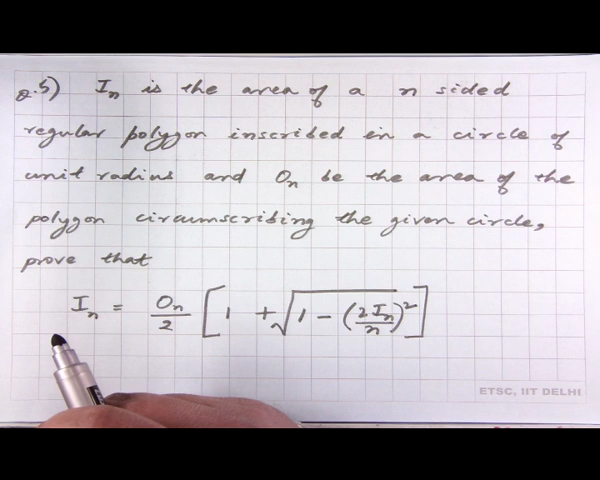 Q.5) In is the area of a n sided
regular polygon inscribed in a circle of
unit radius and On be the area of the
polygon circumscribing the given circle,
prove that
Iₙ = Oₙ/2 [1 + √(1 - (2Iₙ/n)²)]
ETSC, IIT DELHI